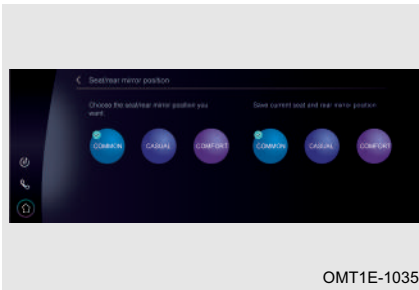 Seat/rear mirror position
Choose the seat/rear mirror position you
want:
COMMON
CASUAL
COMFORT
Save current seat and rear mirror position
COMMON
CASUAL
COMFORT
OMT1E-1035